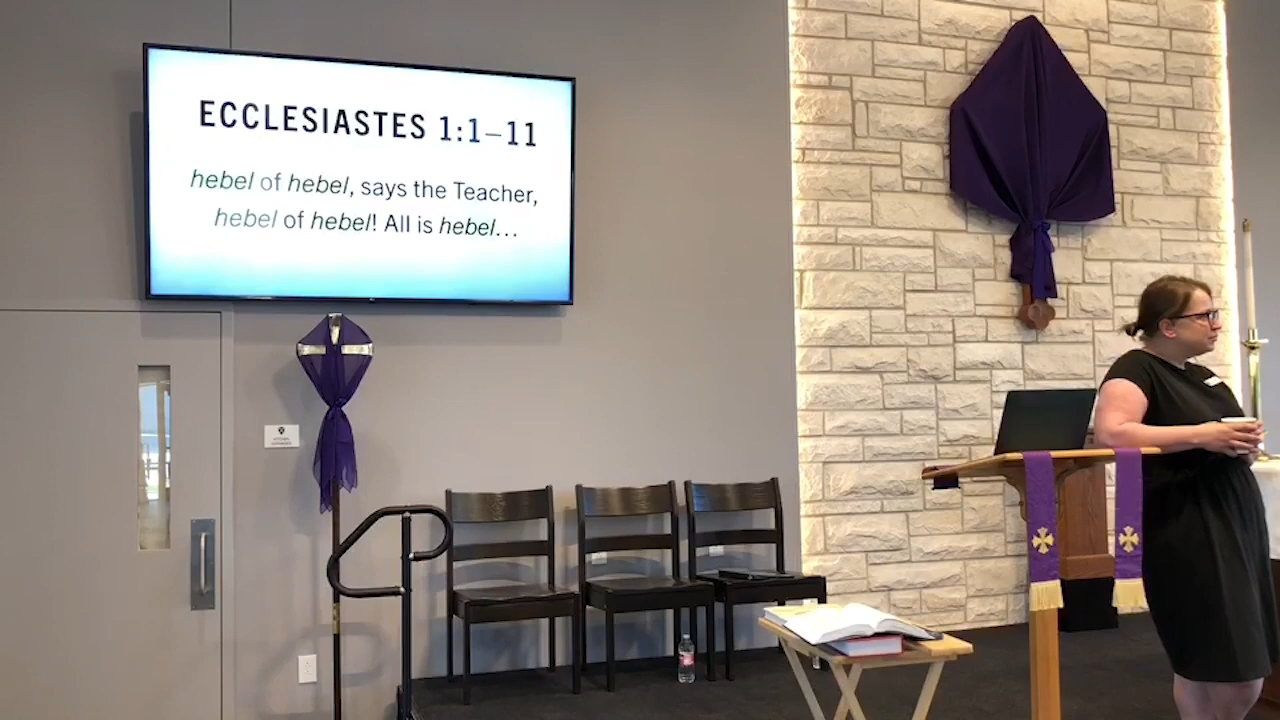 ECCLESIASTES 1:1–11
hebel of hebel, says the Teacher,
hebel of hebel! All is hebel...